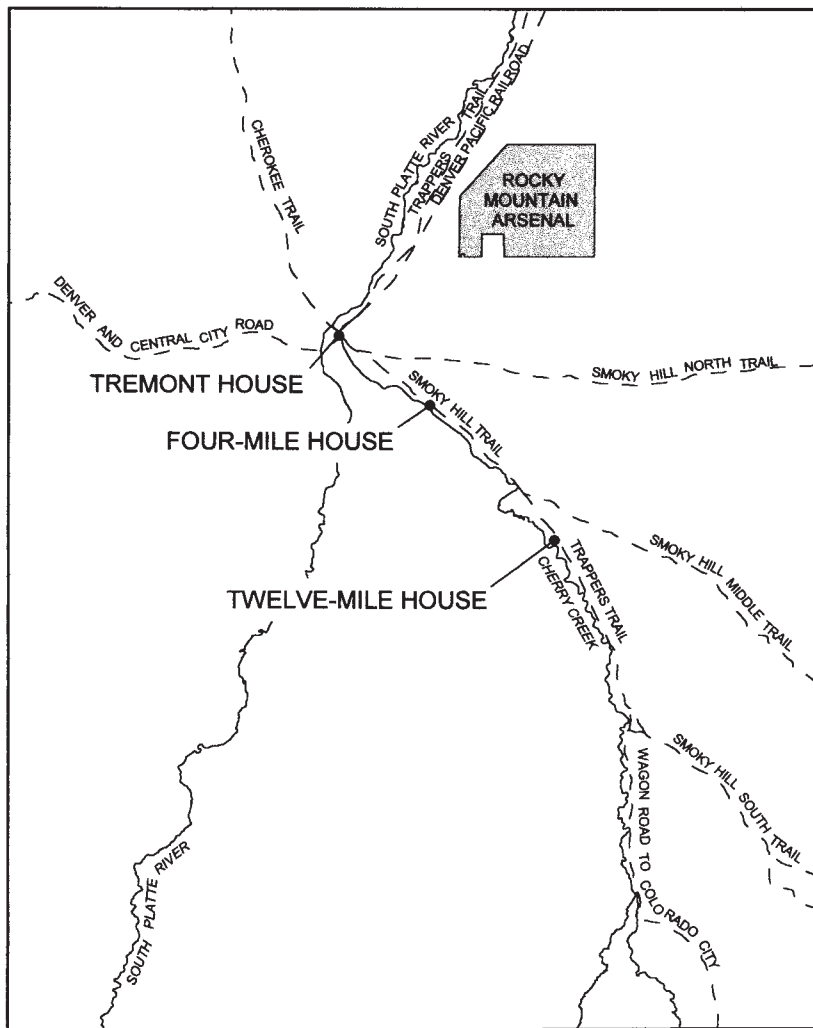 CHEROKEE TRAIL
SOUTH PLATTE RIVER TRAIL
TRAPPERS
DENVER PACIFIC RAILROAD
ROCKY
MOUNTAIN
ARSENAL
DENVER AND CENTRAL CITY ROAD
SMOKY HILL NORTH TRAIL
TREMONT HOUSE
SMOKY HILL TRAIL
FOUR-MILE HOUSE
SMOKY HILL MIDDLE TRAIL
TRAPPERS TRAIL
TWELVE-MILE HOUSE
CHERRY CREEK
SMOKY HILL SOUTH TRAIL
WAGON ROAD TO COLORADO CITY
SOUTH PLATTE RIVER